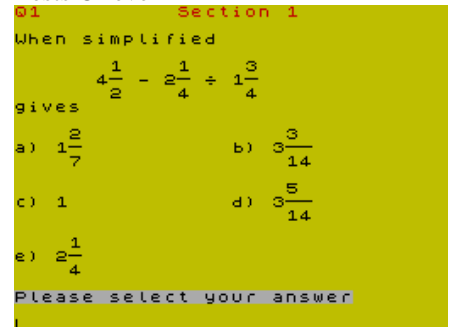 Q1 Section 1
When simplified
4 1/2 - 2 1/4 ÷ 1 3/4
gives
a) 1 2/7 b) 3 3/14
c) 1 d) 3 5/14
e) 2 1/4
Please select your answer